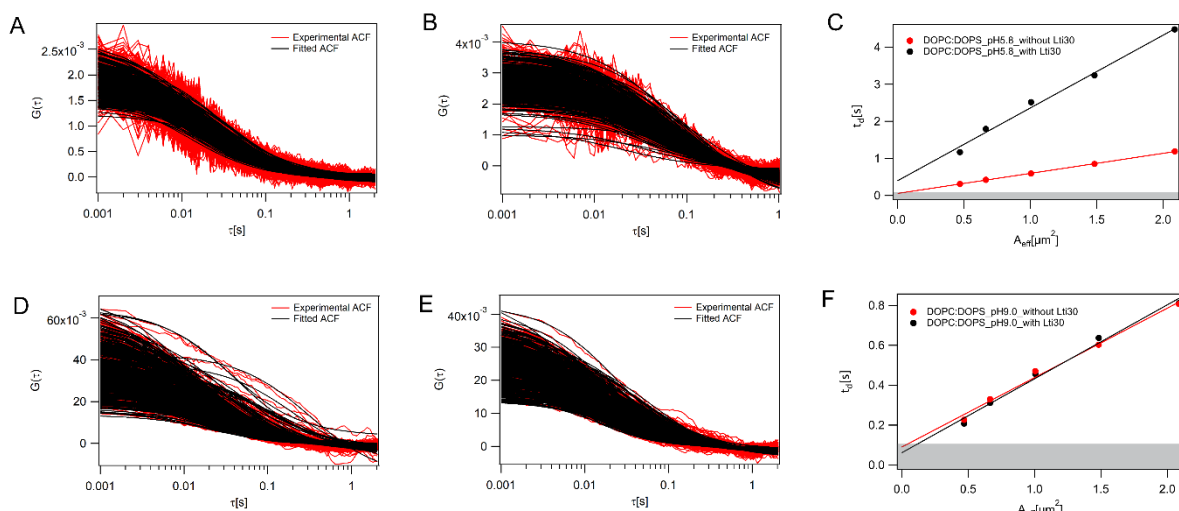 A
Experimental ACF
Fitted ACF
2.5x10⁻³
2.0
1.5
1.0
0.5
0.0
G(τ)
0.001
0.01
0.1
1
τ[s]
B
Experimental ACF
Fitted ACF
4x10⁻³
3
2
1
0
G(τ)
0.001
0.01
0.1
1
τ[s]
C
DOPC:DOPS_pH5.8_without Lti30
DOPC:DOPS_pH5.8_with Lti30
4
3
2
1
0
t_d[s]
0.0
0.5
1.0
1.5
2.0
A_eff[µm²]
D
Experimental ACF
Fitted ACF
60x10⁻³
40
20
0
G(τ)
0.001
0.01
0.1
1
τ[s]
E
Experimental ACF
Fitted ACF
40x10⁻³
30
20
10
0
G(τ)
0.001
0.01
0.1
1
τ[s]
F
DOPC:DOPS_pH9.0_without Lti30
DOPC:DOPS_pH9.0_with Lti30
0.8
0.6
0.4
0.2
0.0
t_d[s]
0.0
0.5
1.0
1.5
2.0